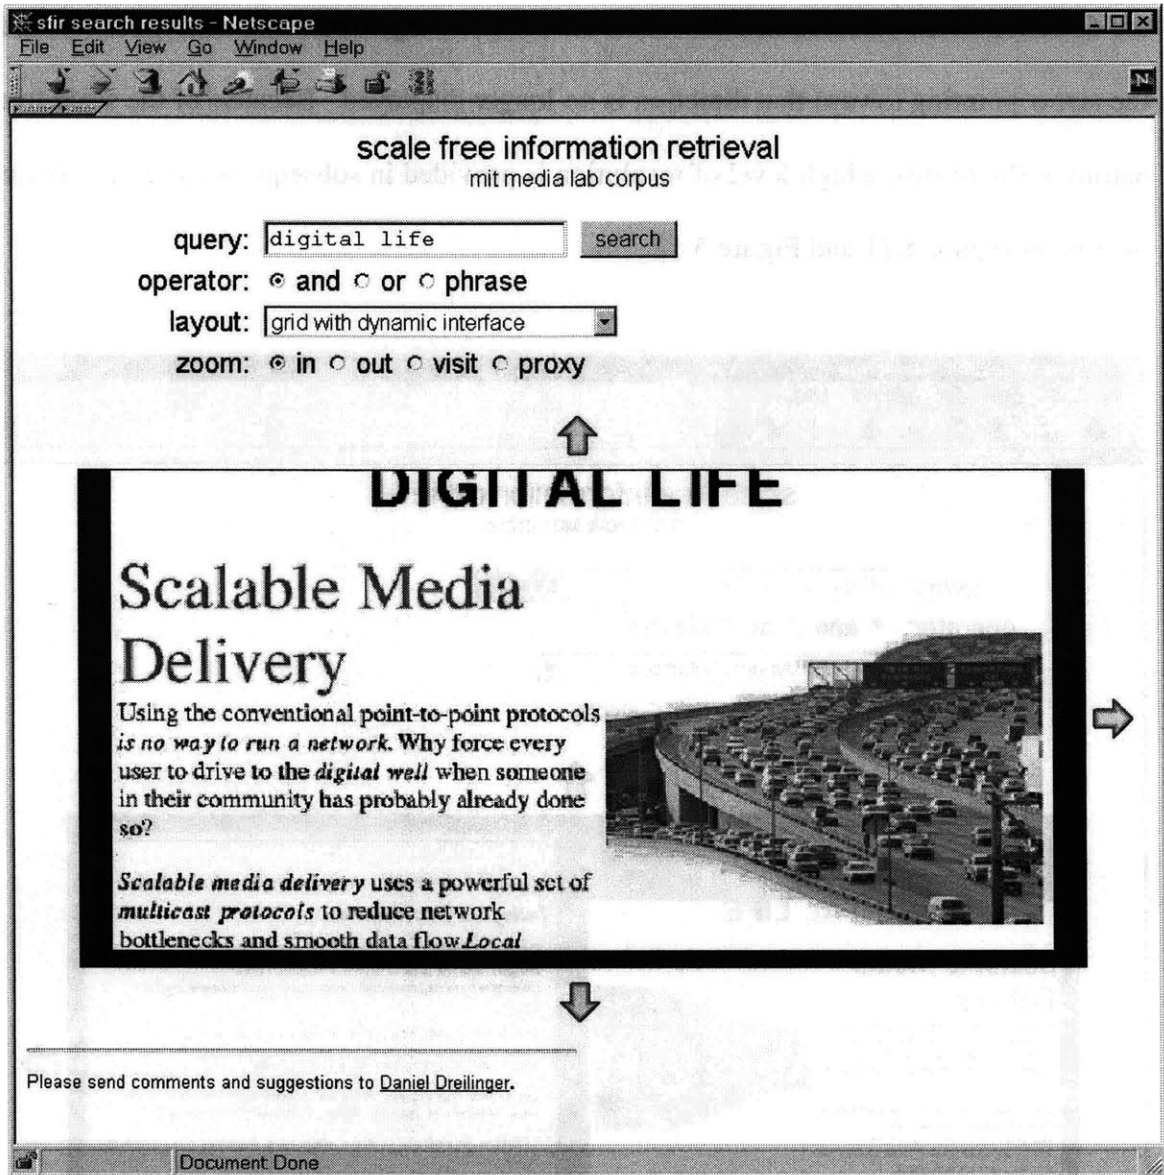 sfir search results - Netscape
File Edit View Go Window Help
N
scale free information retrieval
mit media lab corpus
query: digital life search
operator: and or phrase
layout: grid with dynamic interface
zoom: in out visit proxy
DIGITAL LIFE
Scalable Media
Delivery
Using the conventional point-to-point protocols
is no way to run a network. Why force every
user to drive to the digital well when someone
in their community has probably already done
so?
Scalable media delivery uses a powerful set of
multicast protocols to reduce network
bottlenecks and smooth data flow Local
Please send comments and suggestions to Daniel Dreilinger.
Document: Done